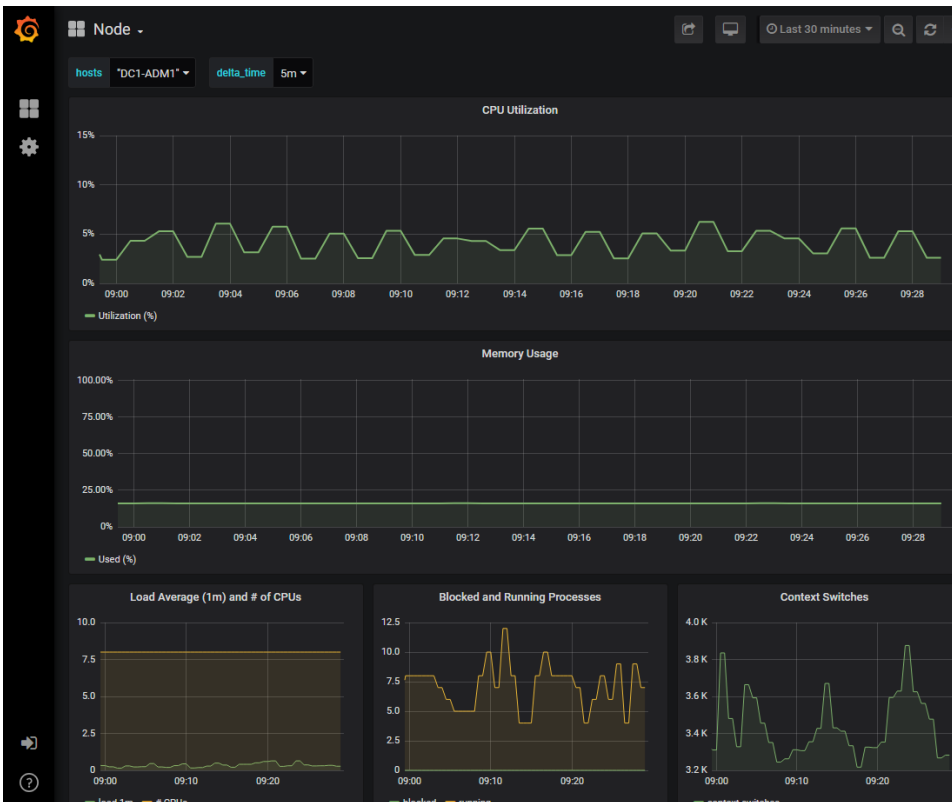 Node
Last 30 minutes
hosts "DC1-ADM1" delta_time 5m
CPU Utilization
15%
10%
5%
0%
09:00 09:02 09:04 09:06 09:08 09:10 09:12 09:14 09:16 09:18 09:20 09:22 09:24 09:26 09:28
Utilization (%)
Memory Usage
100.00%
75.00%
50.00%
25.00%
0%
09:00 09:02 09:04 09:06 09:08 09:10 09:12 09:14 09:16 09:18 09:20 09:22 09:24 09:26 09:28
Used (%)
Load Average (1m) and # of CPUs
10.0
7.5
5.0
2.5
0
09:00 09:10 09:20
load 1m # CPUs
Blocked and Running Processes
12.5
10.0
7.5
5.0
2.5
0
09:00 09:10 09:20
blocked running
Context Switches
4.0 K
3.8 K
3.6 K
3.4 K
3.2 K
09:00 09:10 09:20
context switches